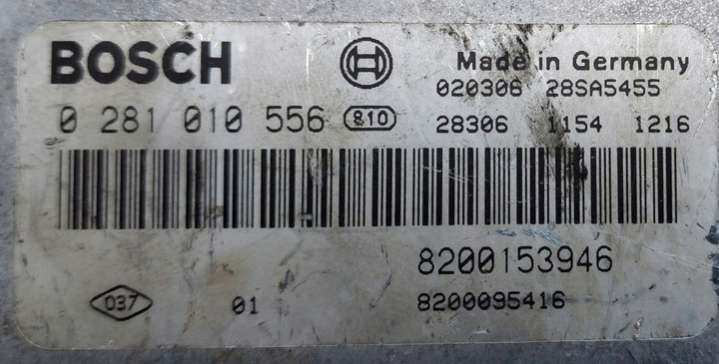 BOSCH
Made in Germany
020306 28SA5455
0 281 010 556 810
28306 1154 1216
8200153946
037 01 8200095416